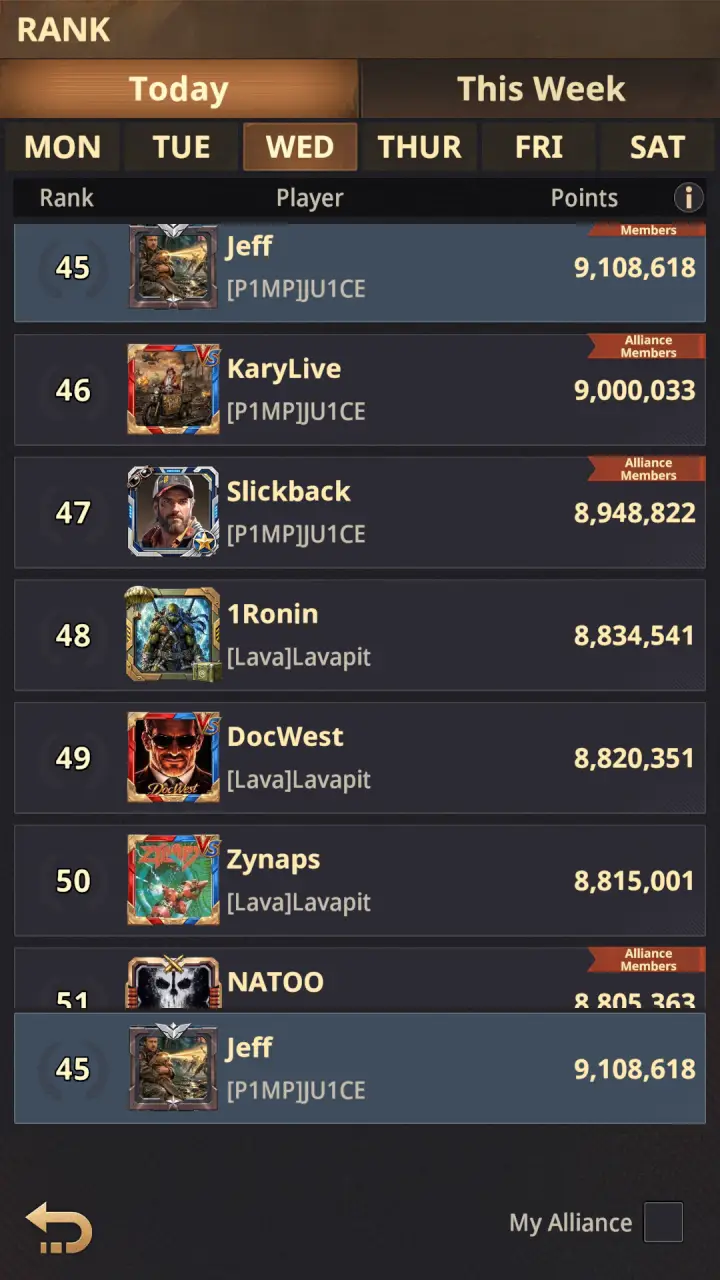 RANK
Today
This Week
MON
TUE
WED
THUR
FRI
SAT
Rank
Player
Points
i
Members
45
Jeff
9,108,618
[P1MP]JU1CE
Alliance
Members
46
KaryLive
9,000,033
[P1MP]JU1CE
VS
Alliance
Members
47
Slickback
8,948,822
[P1MP]JU1CE
48
1Ronin
8,834,541
[Lava]Lavapit
49
DocWest
8,820,351
[Lava]Lavapit
VS
DocWest
50
Zynaps
8,815,001
[Lava]Lavapit
VS
Alliance
Members
51
NATOO
8,805,363
45
Jeff
9,108,618
[P1MP]JU1CE
My Alliance